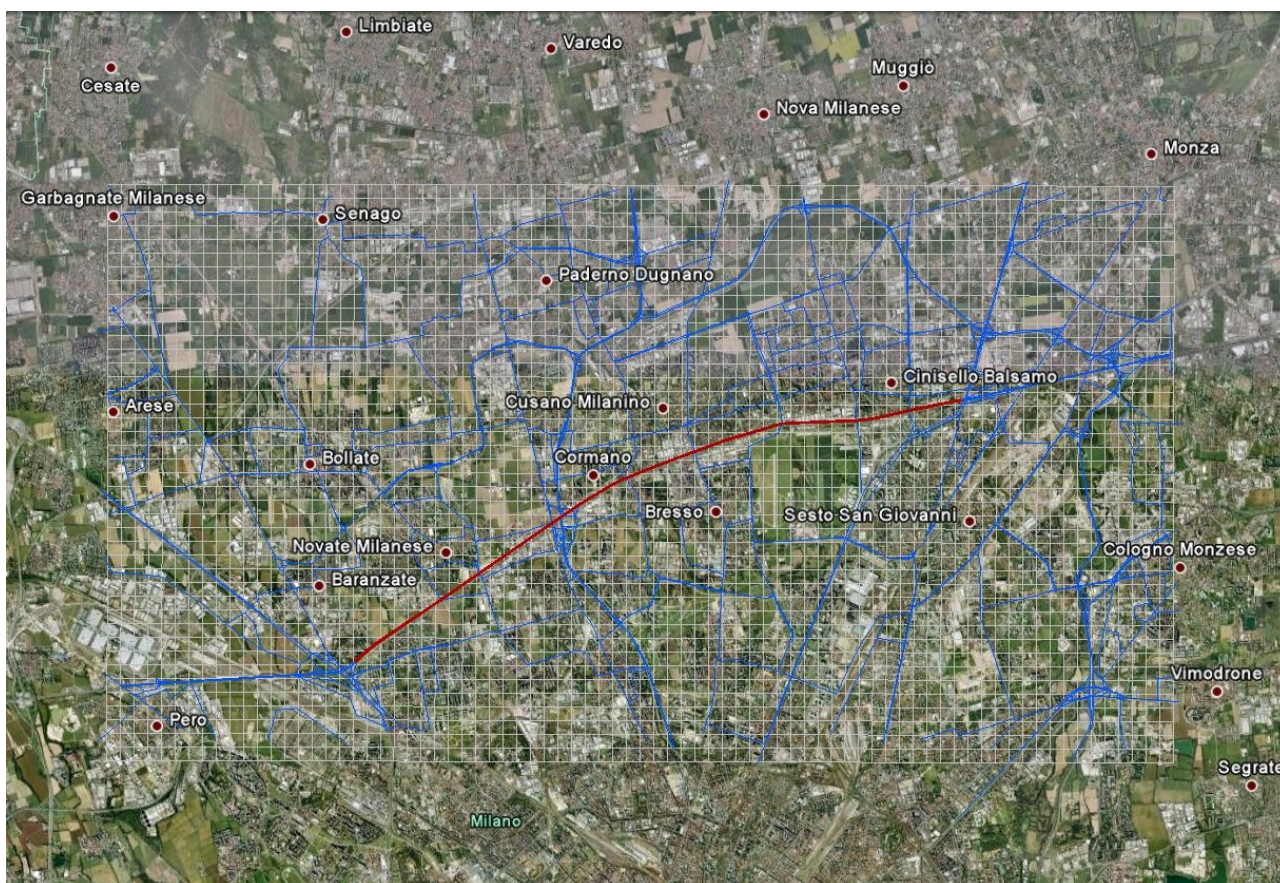 Limbiate
Varedo
Cesate
Muggiò
Nova Milanese
Monza
Garbagnate Milanese
Senago
Paderno Dugnano
Cinisello Balsamo
Arese
Cusano Milanino
Bollate
Cormano
Bresso
Sesto San Giovanni
Novate Milanese
Cologno Monzese
Baranzate
Vimodrone
Pero
Segrate
Milano